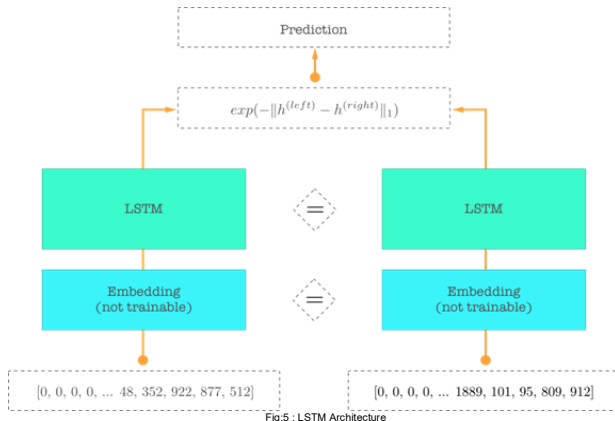 Prediction
exp(−‖h^(left) − h^(right)‖₁)
LSTM
=
LSTM
Embedding
(not trainable)
=
Embedding
(not trainable)
[0, 0, 0, 0, ... 48, 352, 922, 877, 512]
[0, 0, 0, 0, ... 1889, 101, 95, 809, 912]
Fig:5 : LSTM Architecture